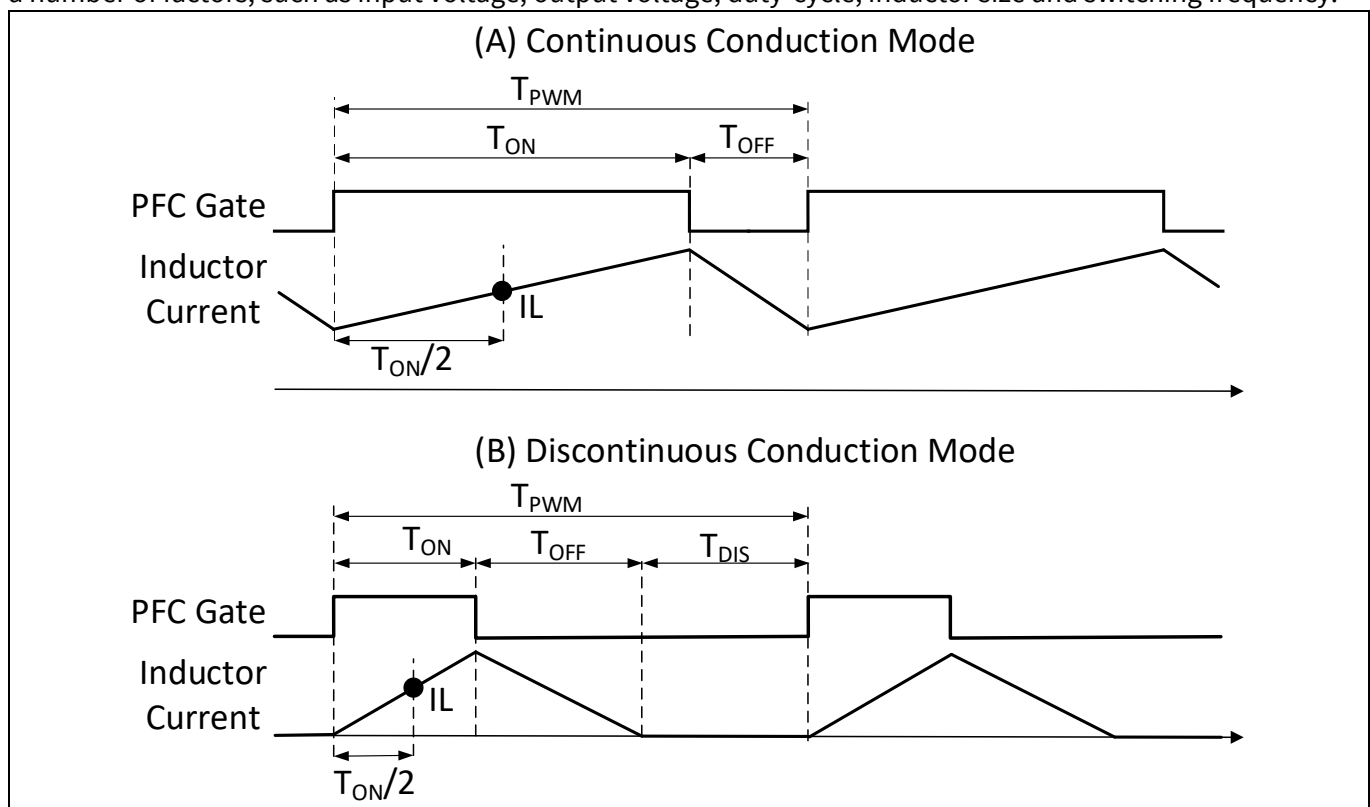 a number of factors, such as input voltage, output voltage, duty-cycle, inductor size and switching frequency.
(A) Continuous Conduction Mode
TPWM
TON
TOFF
PFC Gate
Inductor
Current
IL
TON/2
(B) Discontinuous Conduction Mode
TPWM
TON
TOFF
TDIS
PFC Gate
Inductor
Current
IL
TON/2